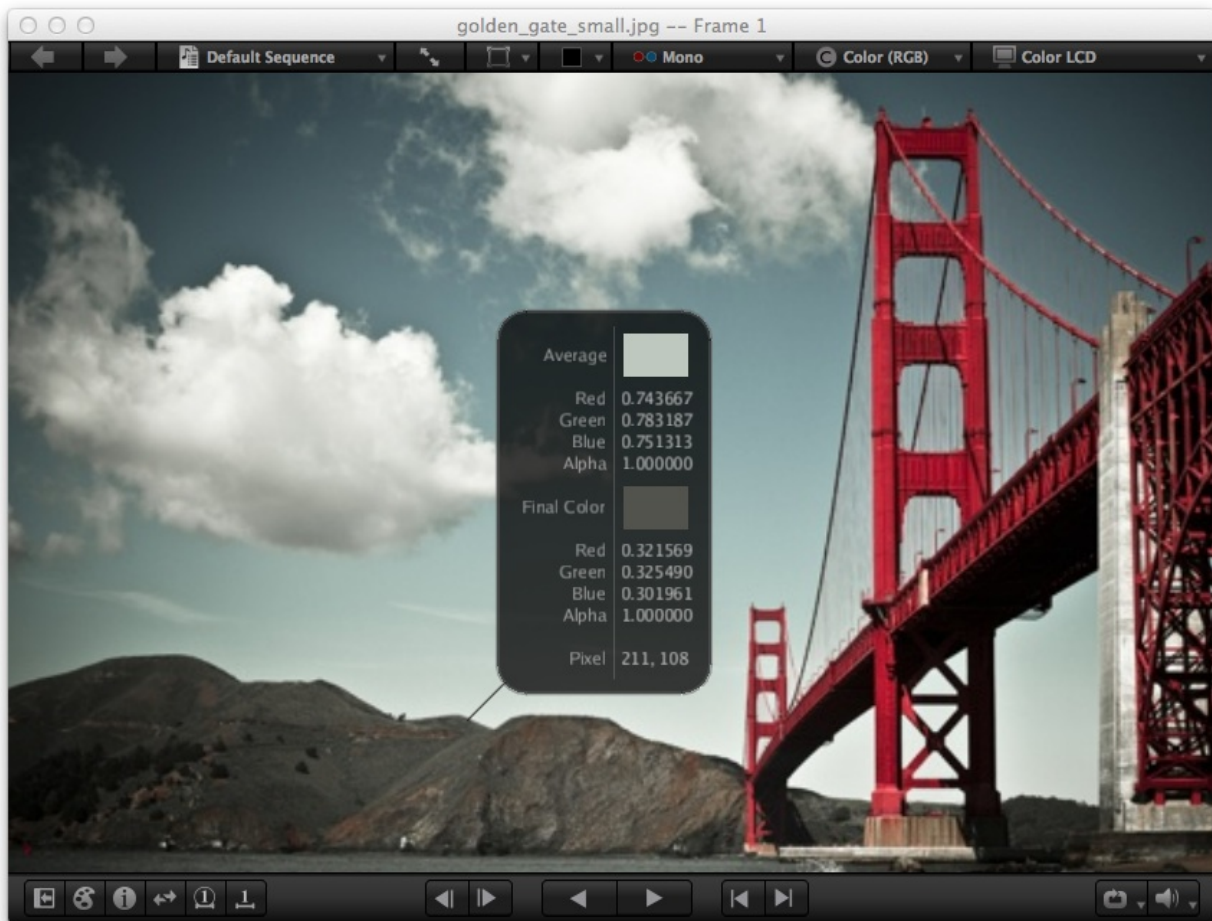 golden_gate_small.jpg -- Frame 1
Default Sequence
Mono
Color (RGB)
Color LCD
Average
Red 0.743667
Green 0.783187
Blue 0.751313
Alpha 1.000000
Final Color
Red 0.321569
Green 0.325490
Blue 0.301961
Alpha 1.000000
Pixel 211, 108
1 1